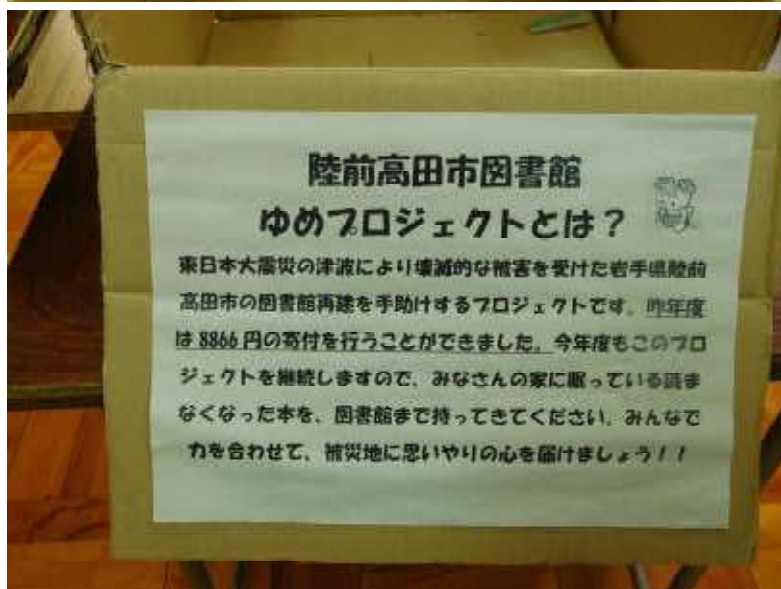 陸前高田市図書館
ゆめプロジェクトとは？
東日本大震災の津波により壊滅的な被害を受けた岩手県陸前
高田市の図書館再建を手助けするプロジェクトです。昨年度
は8866円の寄付を行うことができました。今年度もこのプロ
ジェクトを継続しますので、みなさんの家に眠っている読ま
なくなった本を、図書館まで持ってきてください。みんなで
力を合わせて、被災地に思いやりの心を届けましょう！！